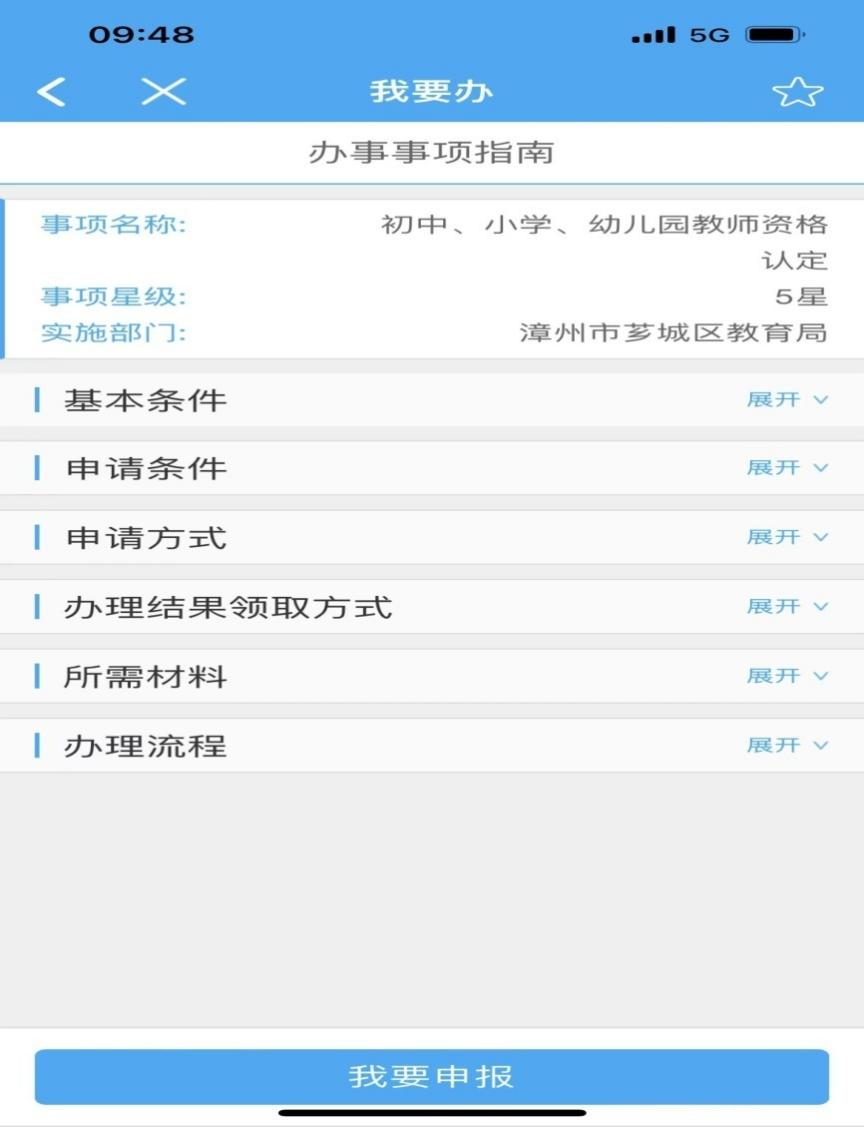 09:48
5G
我要办
办事事项指南
事项名称: 初中、小学、幼儿园教师资格
认定
事项星级: 5星
实施部门: 漳州市芗城区教育局
基本条件 展开
申请条件 展开
申请方式 展开
办理结果领取方式 展开
所需材料 展开
办理流程 展开
我要申报